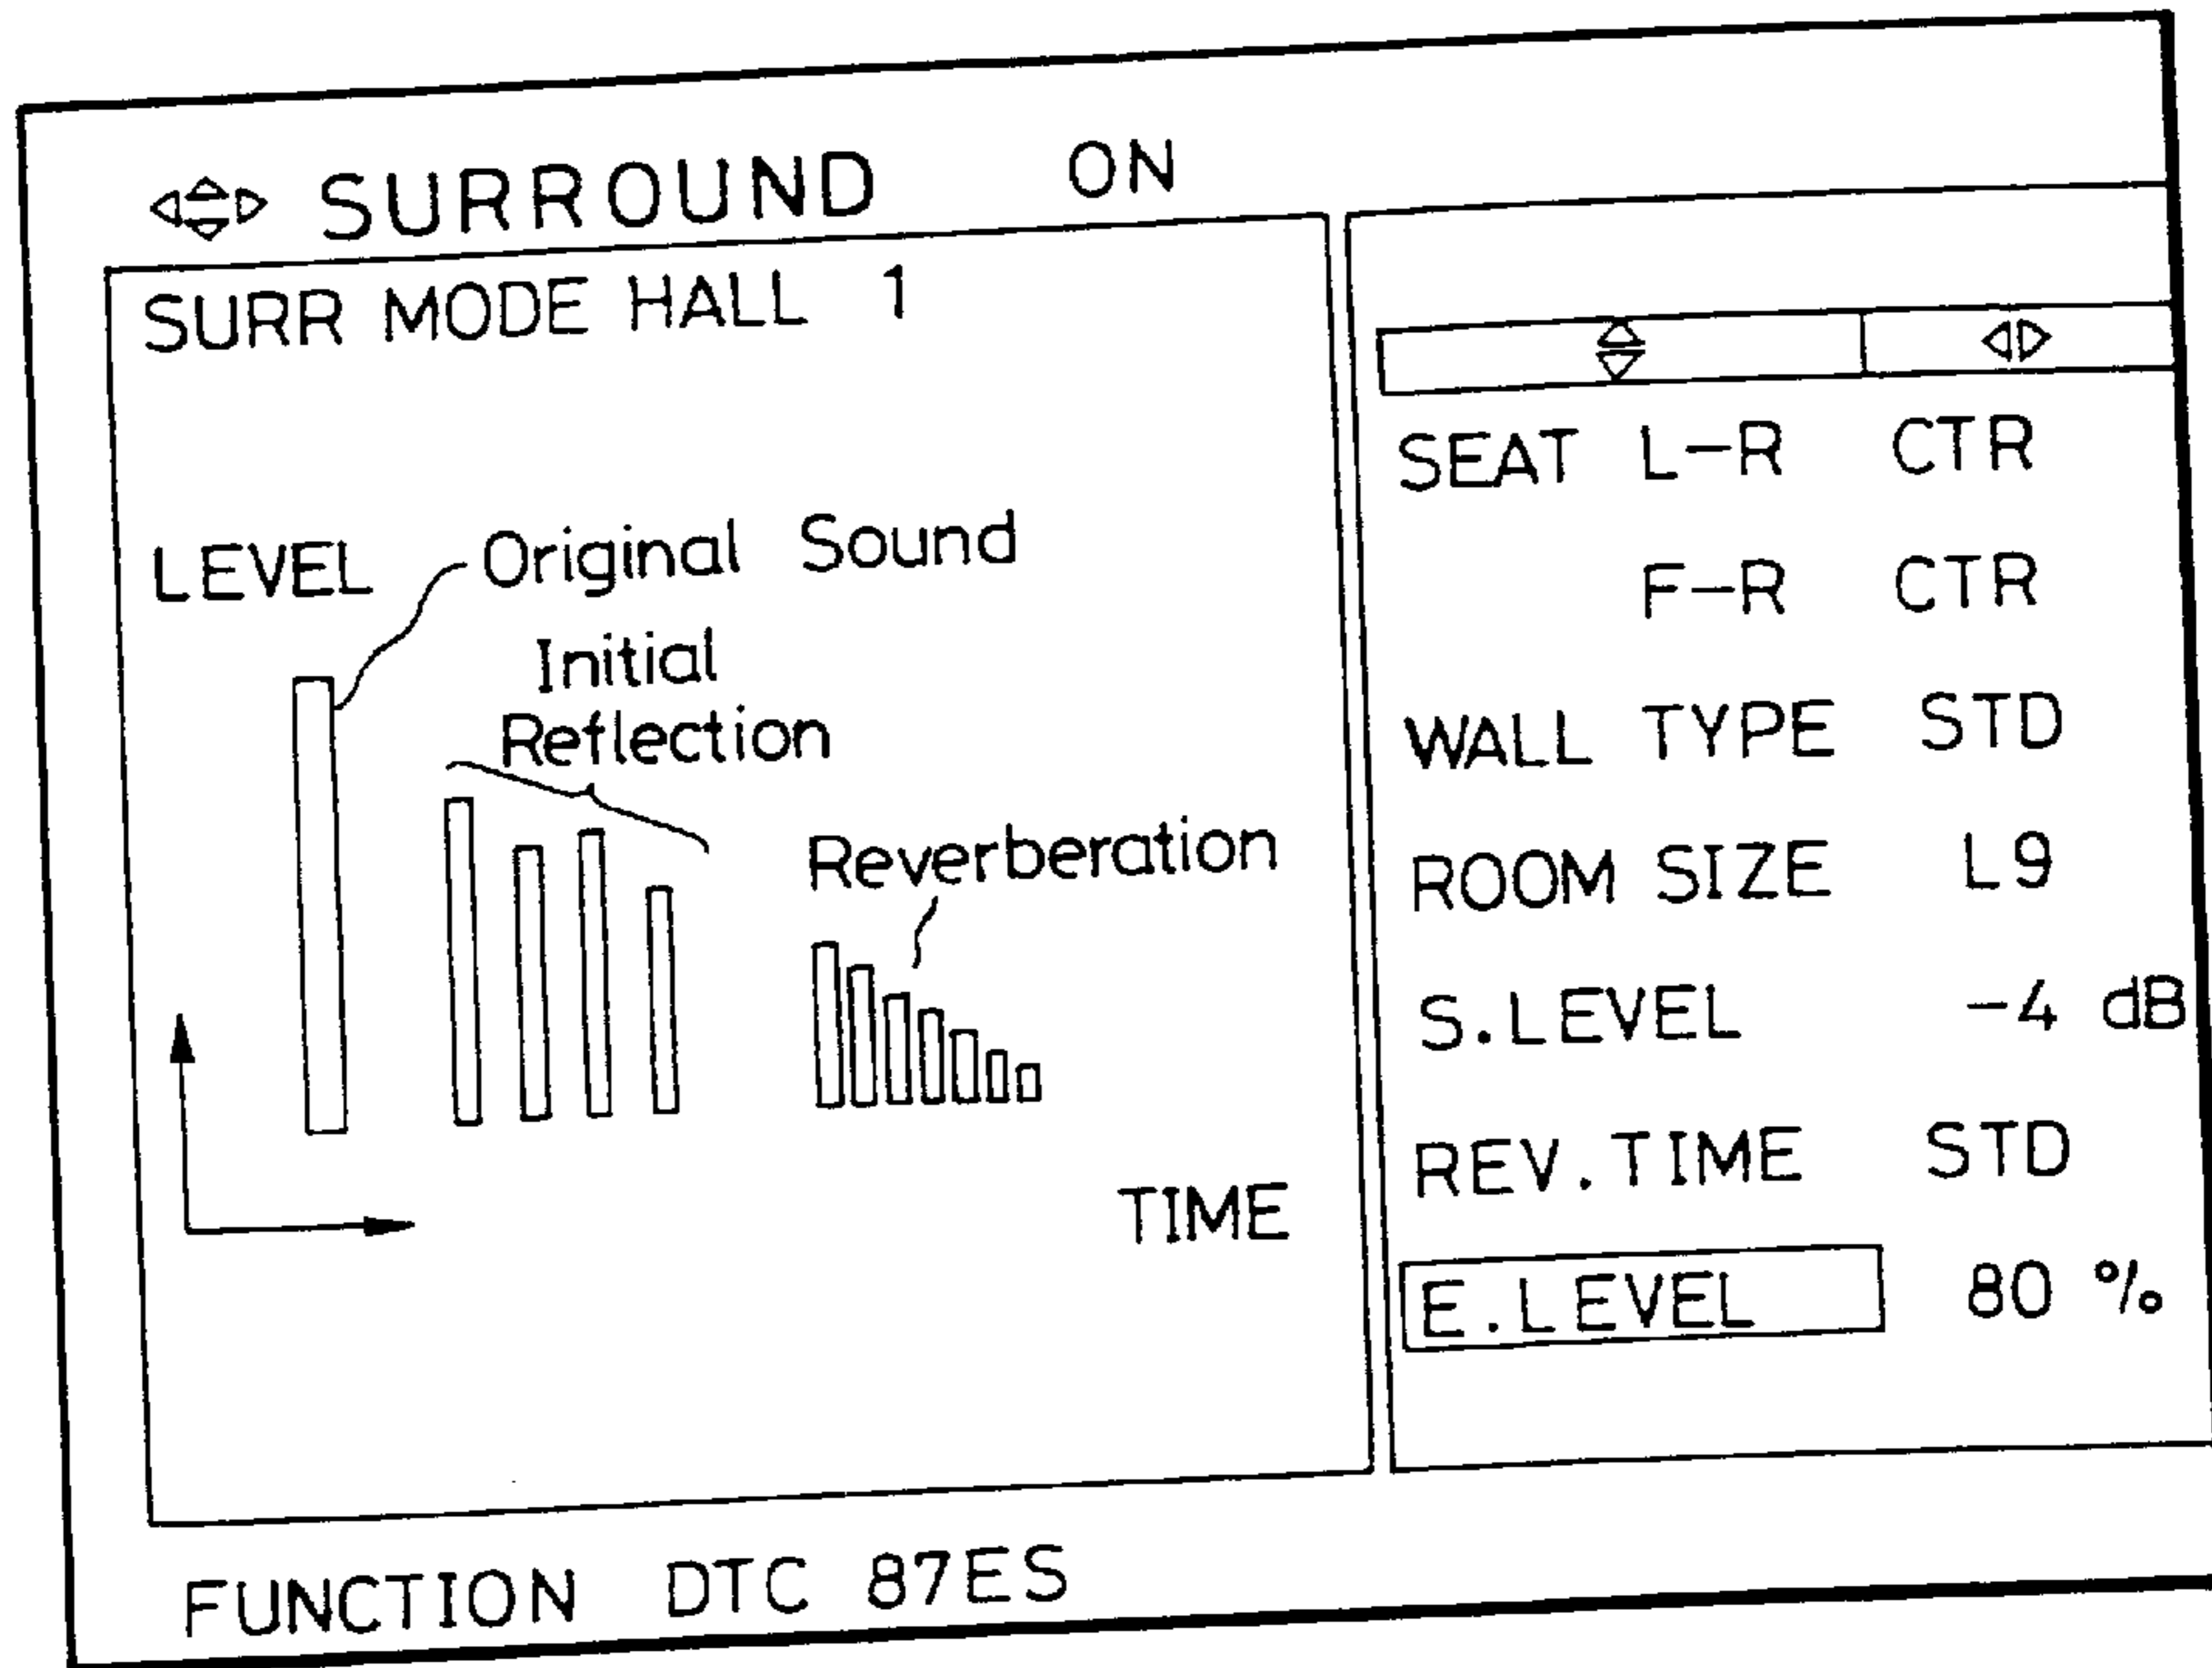 SURROUND ON
SURR MODE HALL 1
LEVEL
Original Sound
Initial
Reflection
Reverberation
TIME
SEAT L-R CTR
F-R CTR
WALL TYPE STD
ROOM SIZE L9
S.LEVEL -4 dB
REV.TIME STD
E.LEVEL 80 %
FUNCTION DTC 87ES